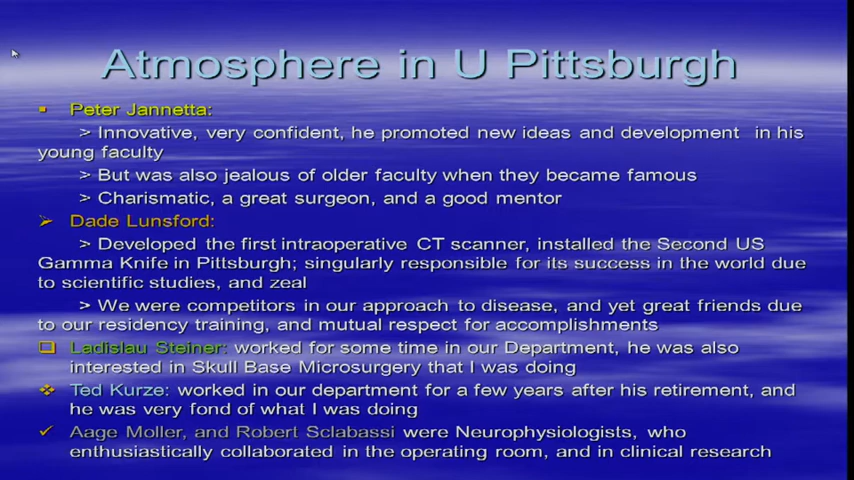 Atmosphere in U Pittsburgh
▪ Peter Jannetta:
> Innovative, very confident, he promoted new ideas and development in his
young faculty
> But was also jealous of older faculty when they became famous
> Charismatic, a great surgeon, and a good mentor
➢ Dade Lunsford:
> Developed the first intraoperative CT scanner, installed the Second US
Gamma Knife in Pittsburgh; singularly responsible for its success in the world due
to scientific studies, and zeal
> We were competitors in our approach to disease, and yet great friends due
to our residency training, and mutual respect for accomplishments
❑ Ladislau Steiner: worked for some time in our Department, he was also
interested in Skull Base Microsurgery that I was doing
❖ Ted Kurze: worked in our department for a few years after his retirement, and
he was very fond of what I was doing
✓ Aage Moller, and Robert Sclabassi were Neurophysiologists, who
enthusiastically collaborated in the operating room, and in clinical research